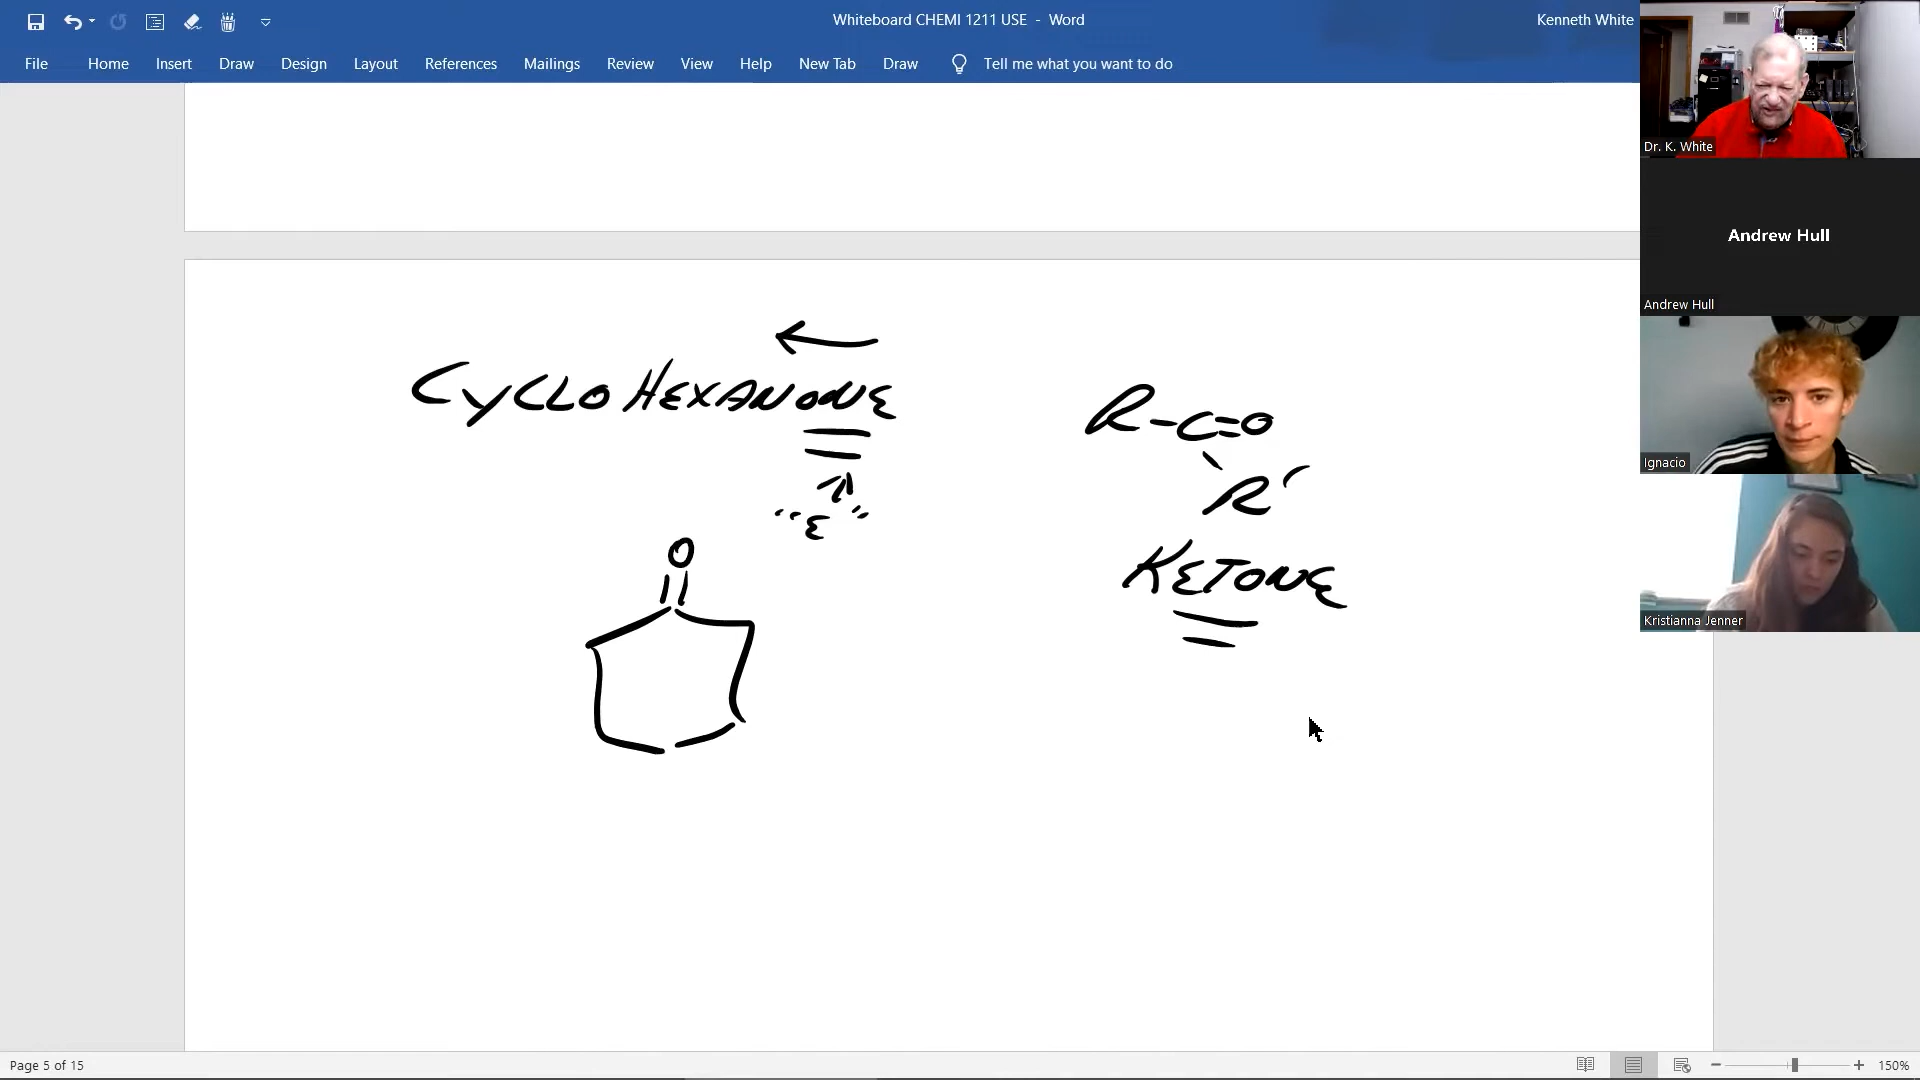 Whiteboard CHEMI 1211 USE - Word
Kenneth White
File Home Insert Draw Design Layout References Mailings Review View Help New Tab Draw Tell me what you want to do
Dr. K. White
Andrew Hull
Andrew Hull
Ignacio
Kristianna Jenner
CYCLOHEXANONE
"E"
O
R-C=O
R'
KETONE
Page 5 of 15
150%